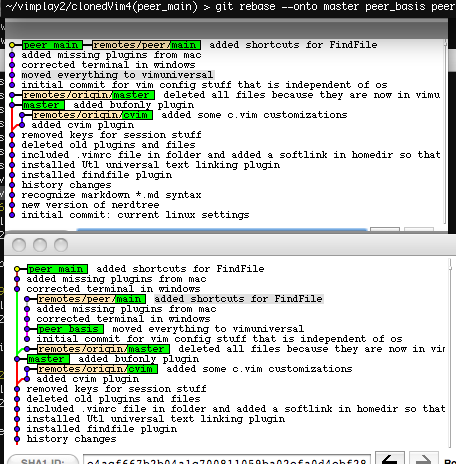 ~/vimplay2/clonedVim4(peer_main) > git rebase --onto master peer_basis peer
peer_main remotes/peer/main added shortcuts for FindFile
added missing plugins from mac
corrected terminal in windows
moved everything to vimuniversal
initial commit for vim config stuff that is independent of os
remotes/origin/master deleted all files because they are now in vimu
master added bufonly plugin
remotes/origin/cvim added some c.vim customizations
added cvim plugin
removed keys for session stuff
deleted old plugins and files
included .vimrc file in folder and added a softlink in homedir so that
installed Utl universal text linking plugin
installed findfile plugin
history changes
recognize markdown *.md syntax
new version of nerdtree
initial commit: current linux settings
peer_main added shortcuts for FindFile
added missing plugins from mac
corrected terminal in windows
remotes/peer/main added shortcuts for FindFile
added missing plugins from mac
corrected terminal in windows
peer_basis moved everything to vimuniversal
initial commit for vim config stuff that is independent of os
remotes/origin/master deleted all files because they are now in vir
master added bufonly plugin
remotes/origin/cvim added some c.vim customizations
added cvim plugin
removed keys for session stuff
deleted old plugins and files
included .vimrc file in folder and added a softlink in homedir so that
installed Utl universal text linking plugin
installed findfile plugin
history changes
SHA1 ID: